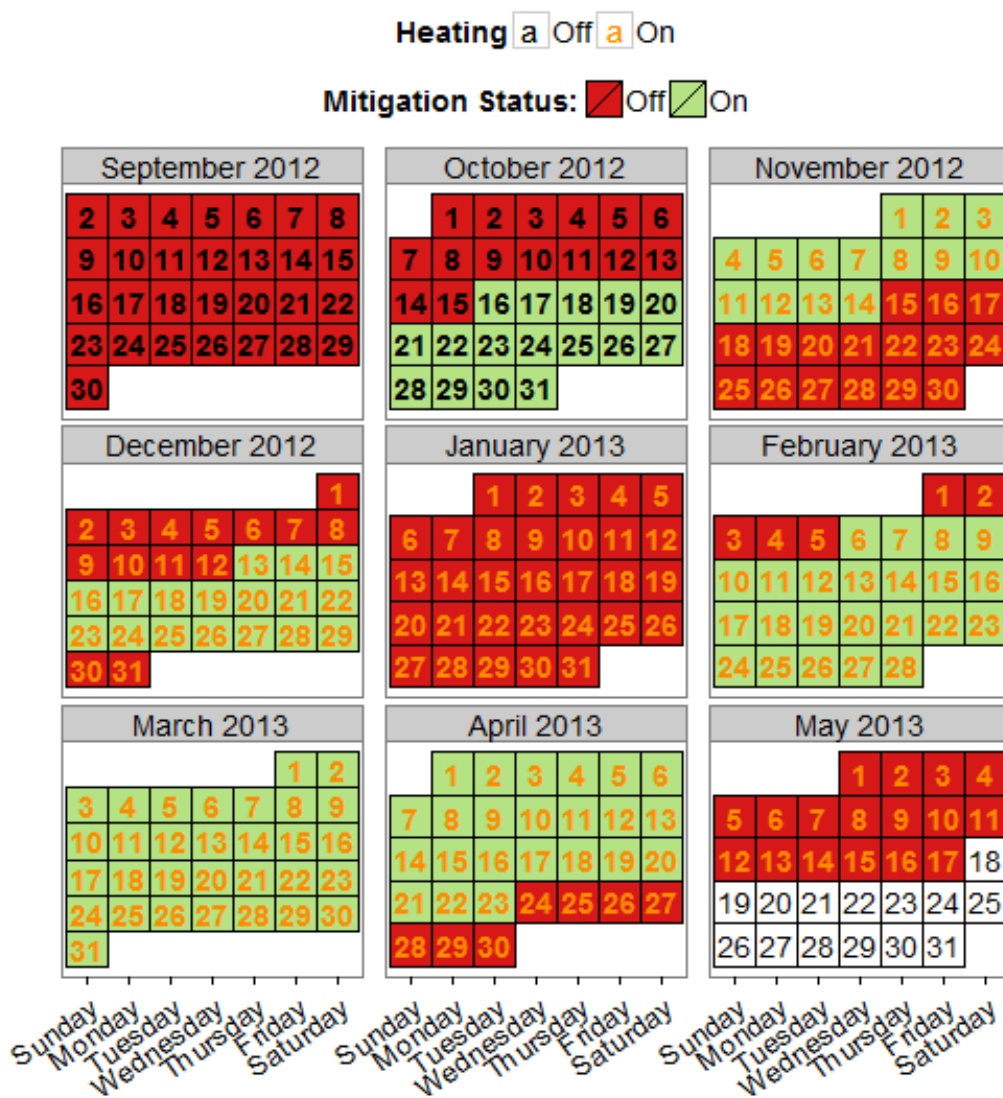 Heating a Off a On
Mitigation Status: Off On
September 2012 October 2012 November 2012
2 3 4 5 6 7 8 1 2 3 4 5 6 1 2 3
9 10 11 12 13 14 15 7 8 9 10 11 12 13 4 5 6 7 8 9 10
16 17 18 19 20 21 22 14 15 16 17 18 19 20 11 12 13 14 15 16 17
23 24 25 26 27 28 29 21 22 23 24 25 26 27 18 19 20 21 22 23 24
30 28 29 30 31 25 26 27 28 29 30
December 2012 January 2013 February 2013
1 1 2 3 4 5 1 2
2 3 4 5 6 7 8 6 7 8 9 10 11 12 3 4 5 6 7 8 9
9 10 11 12 13 14 15 13 14 15 16 17 18 19 10 11 12 13 14 15 16
16 17 18 19 20 21 22 20 21 22 23 24 25 26 17 18 19 20 21 22 23
23 24 25 26 27 28 29 27 28 29 30 31 24 25 26 27 28
30 31
March 2013 April 2013 May 2013
1 2 1 2 3 4 5 6 1 2 3 4
3 4 5 6 7 8 9 7 8 9 10 11 12 13 5 6 7 8 9 10 11
10 11 12 13 14 15 16 14 15 16 17 18 19 20 12 13 14 15 16 17 18
17 18 19 20 21 22 23 21 22 23 24 25 26 27 19 20 21 22 23 24 25
24 25 26 27 28 29 30 28 29 30 26 27 28 29 30 31
31
Sunday Monday Tuesday Wednesday Thursday Friday Saturday Sunday Monday Tuesday Wednesday Thursday Friday Saturday Sunday Monday Tuesday Wednesday Thursday Friday Saturday